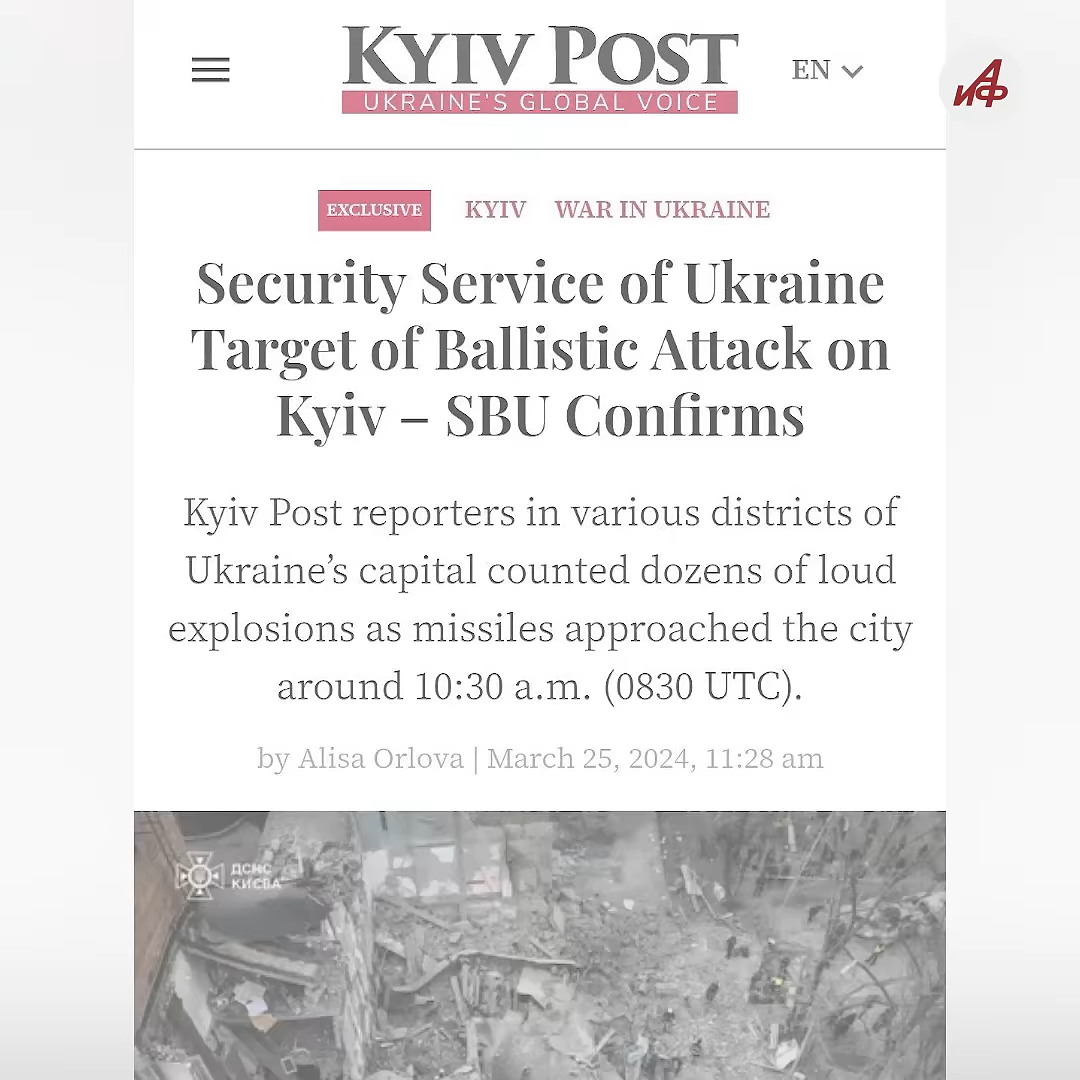 KYIV POST
UKRAINE'S GLOBAL VOICE
EN
АиФ
EXCLUSIVE KYIV WAR IN UKRAINE
Security Service of Ukraine
Target of Ballistic Attack on
Kyiv – SBU Confirms
Kyiv Post reporters in various districts of
Ukraine’s capital counted dozens of loud
explosions as missiles approached the city
around 10:30 a.m. (0830 UTC).
by Alisa Orlova | March 25, 2024, 11:28 am
ДСНС
КИЄВА